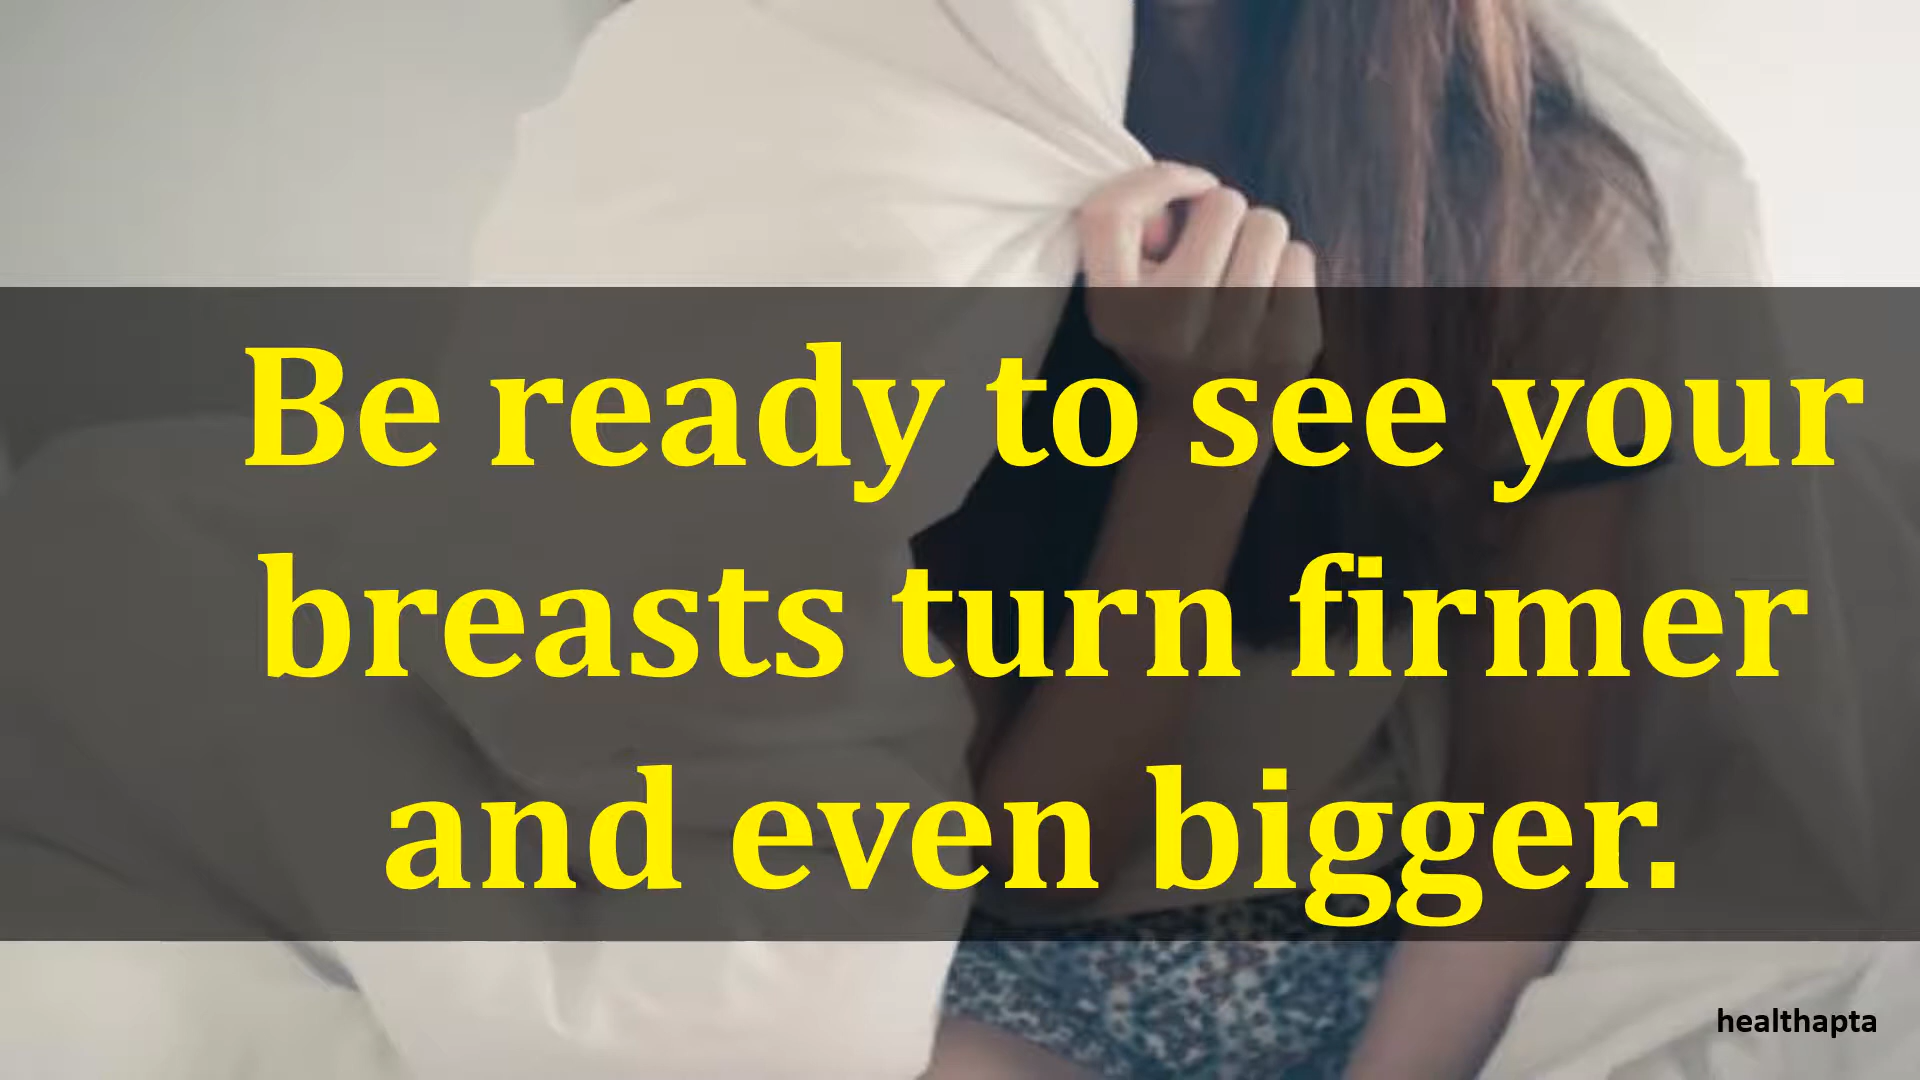 Be ready to see your
breasts turn firmer
and even bigger.
healthapta